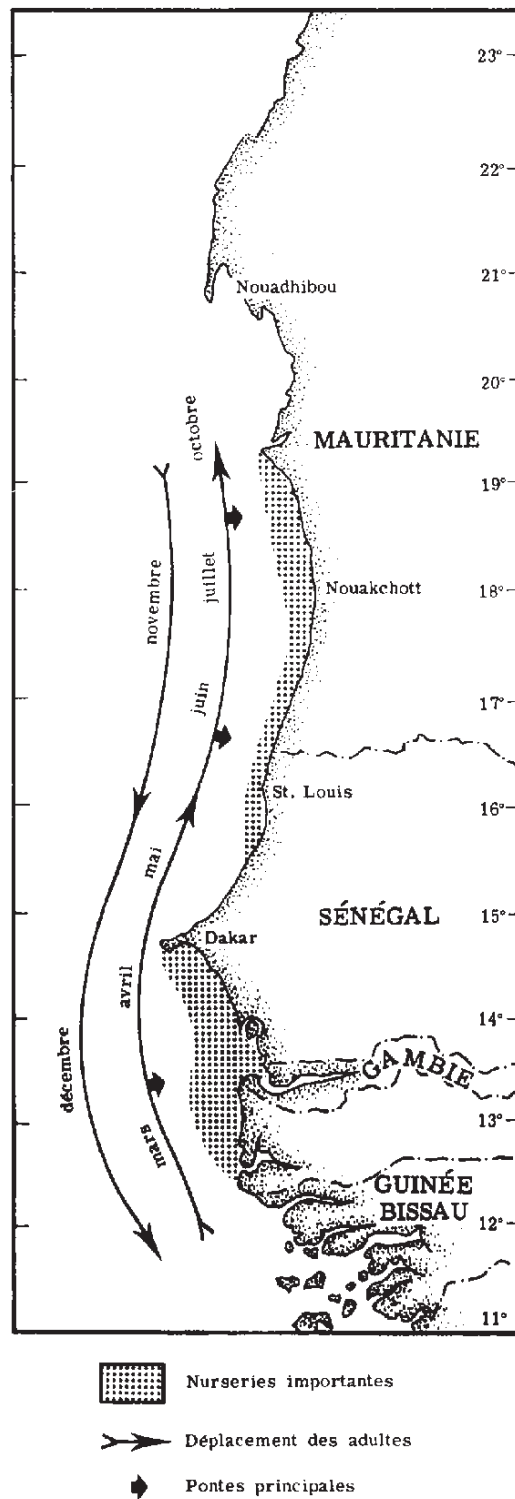 23°
22°
21°
Nouadhibou
20°
octobre
MAURITANIE
19°
novembre
juillet
Nouakchott
18°
juin
17°
St. Louis
16°
mai
SÉNÉGAL
15°
Dakar
avril
14°
décembre
GAMBIE
13°
mars
GUINÉE
BISSAU
12°
11°
Nurseries importantes
Déplacement des adultes
Pontes principales